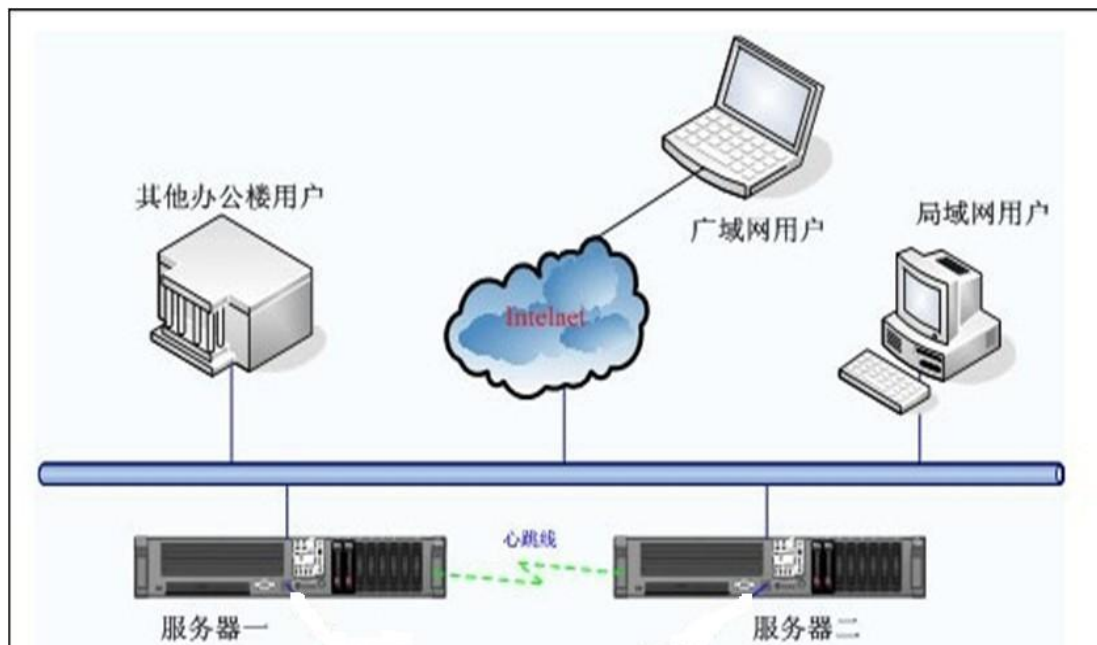 其他办公楼用户
广域网用户
局域网用户
Intelnet
心跳线
服务器一
服务器二